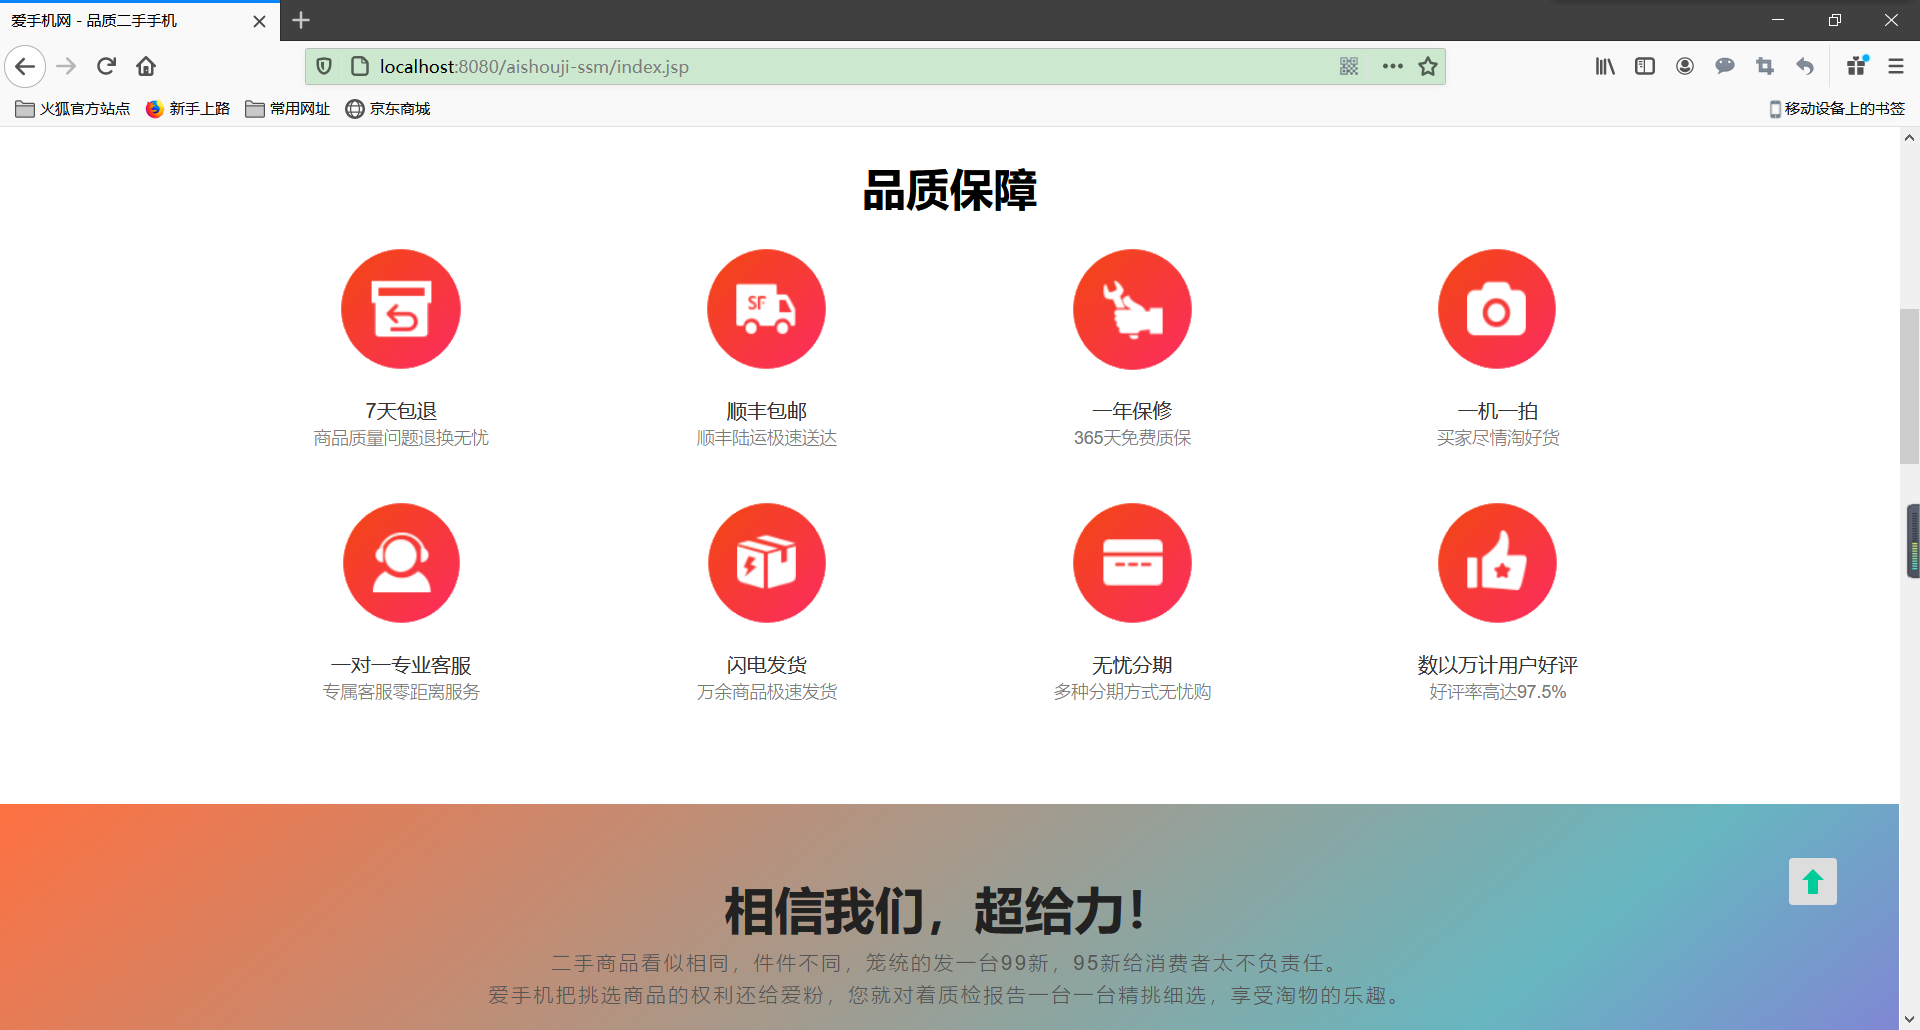 爱手机网 - 品质二手手机
localhost:8080/aishouji-ssm/index.jsp
火狐官方站点 新手上路 常用网址 京东商城 移动设备上的书签
品质保障
SF
7天包退 顺丰包邮 一年保修 一机一拍
商品质量问题退换无忧 顺丰陆运极速送达 365天免费质保 买家尽情淘好货
一对一专业客服 闪电发货 无忧分期 数以万计用户好评
专属客服零距离服务 万余商品极速发货 多种分期方式无忧购 好评率高达97.5%
相信我们，超给力！
二手商品看似相同，件件不同，笼统的发一台99新，95新给消费者太不负责任。
爱手机把挑选商品的权利还给爱粉，您就对着质检报告一台一台精挑细选，享受淘物的乐趣。